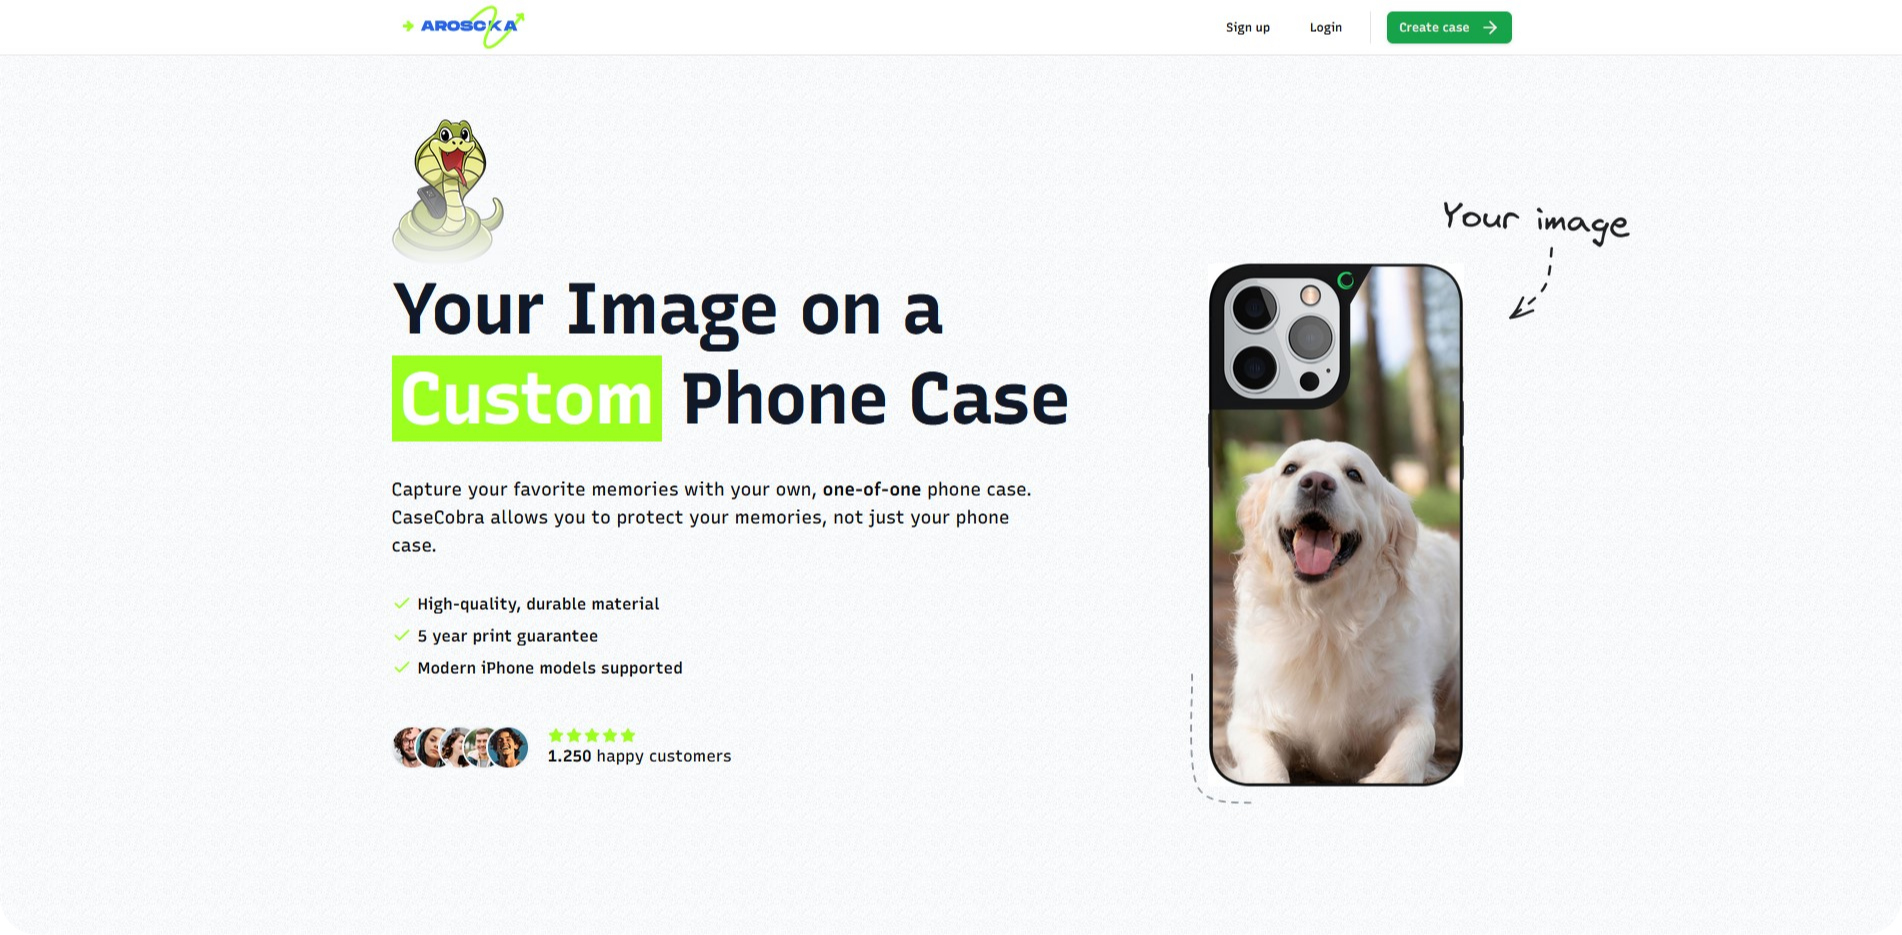 AROSCKA
Sign up
Login
Create case
Your image
Your Image on a
Custom Phone Case
Capture your favorite memories with your own, one-of-one phone case.
CaseCobra allows you to protect your memories, not just your phone
case.
High-quality, durable material
5 year print guarantee
Modern iPhone models supported
1.250 happy customers